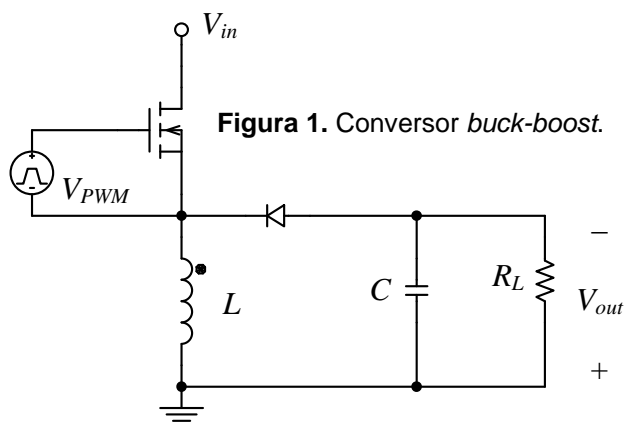 V_in
Figura 1. Conversor buck-boost.
+
V_PWM
-
L
C
R_L
−
V_out
+